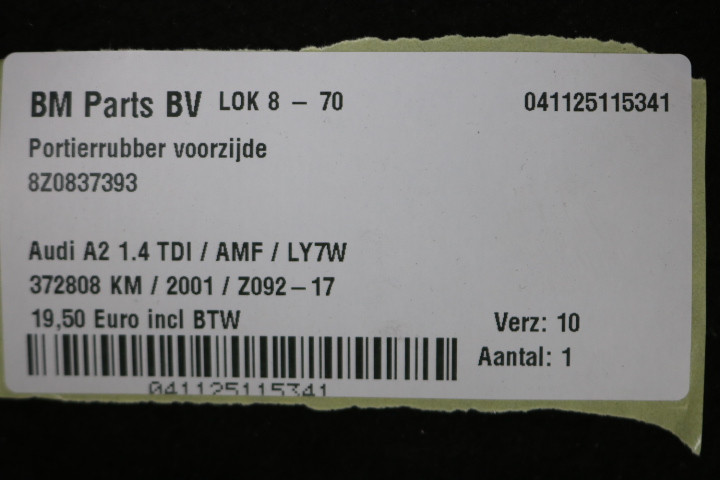 BM Parts BV LOK 8 - 70 041125115341
Portierrubber voorzijde
8Z0837393
Audi A2 1.4 TDI / AMF / LY7W
372808 KM / 2001 / Z092-17
19,50 Euro incl BTW
Verz: 10
Aantal: 1
041125115341